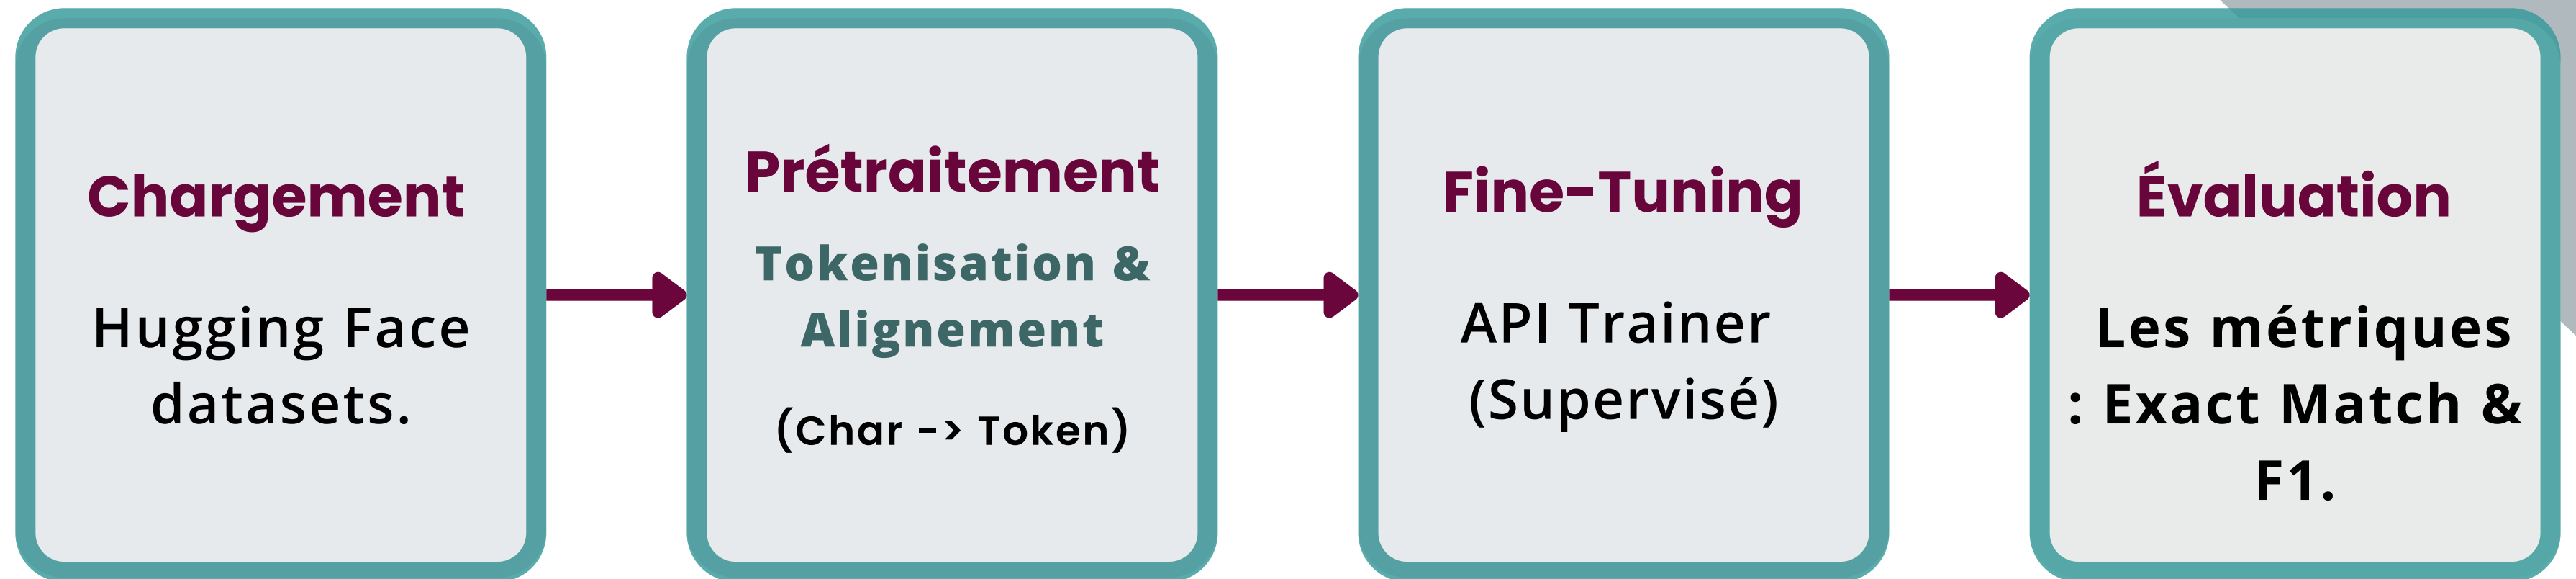 Chargement
Hugging Face
datasets.
Prétraitement
Tokenisation &
Alignement
(Char -> Token)
Fine-Tuning
API Trainer
(Supervisé)
Évaluation
Les métriques
: Exact Match &
F1.